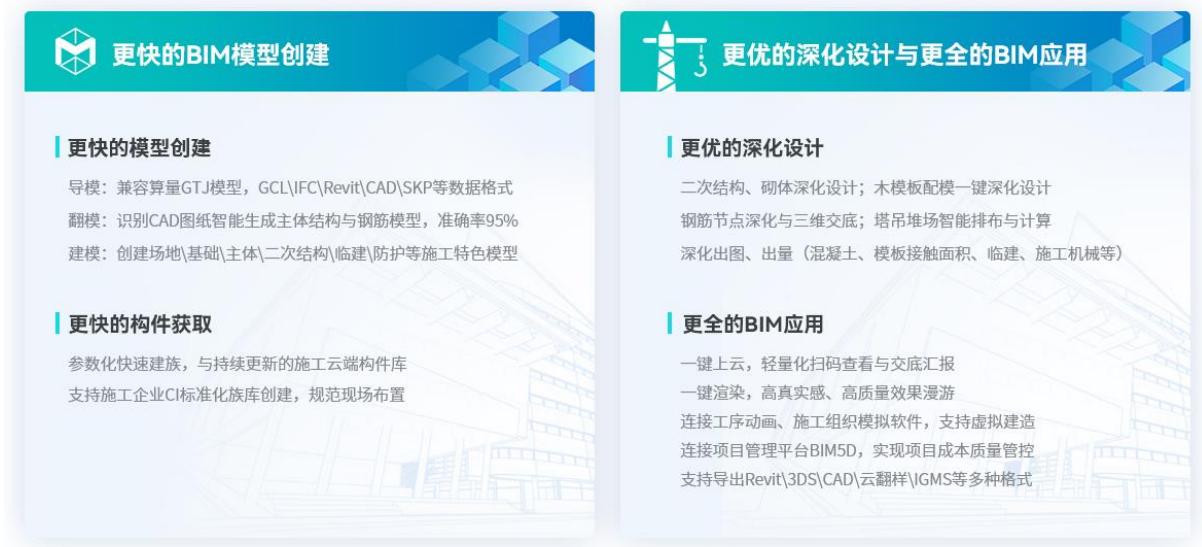 更快的BIM模型创建
更快的模型创建
导模：兼容算量GTJ模型，GCL\IFC\Revit\CAD\SKP等数据格式
翻模：识别CAD图纸智能生成主体结构与钢筋模型，准确率95%
建模：创建场地\基础\主体\二次结构\临建\防护等施工特色模型
更快的构件获取
参数化快速建族，与持续更新的施工云端构件库
支持施工企业CI标准化族库创建，规范现场布置
更优的深化设计与更全的BIM应用
更优的深化设计
二次结构、砌体深化设计；木模板配模一键深化设计
钢筋节点深化与三维交底；塔吊堆场智能排布与计算
深化出图、出量（混凝土、模板接触面积、临建、施工机械等）
更全的BIM应用
一键上云，轻量化扫码查看与交底汇报
一键渲染，高真实感、高质量效果漫游
连接工序动画、施工组织模拟软件，支持虚拟建造
连接项目管理平台BIM5D，实现项目成本质量管控
支持导出Revit\3DS\CAD\云翻样\IGMS等多种格式